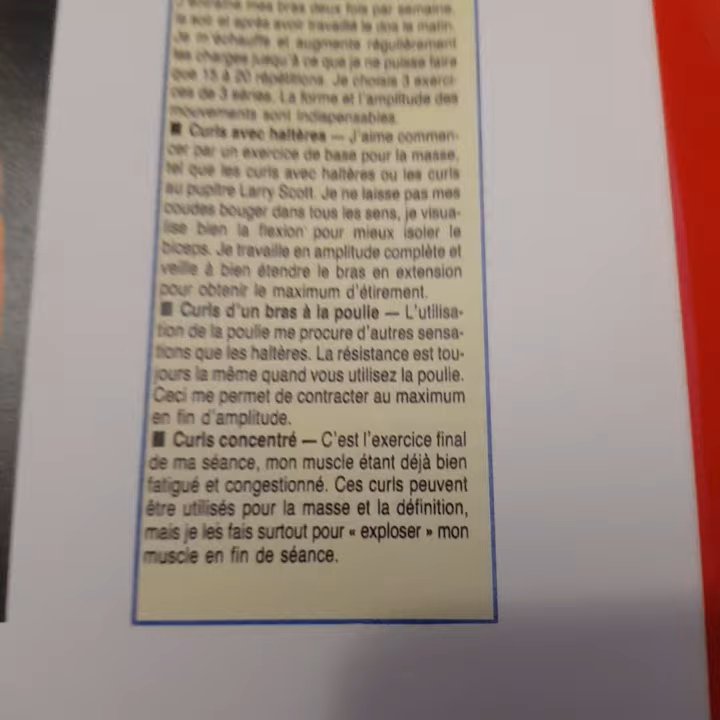 J'entraîne mes bras deux fois par semaine,
le soir et après avoir travaillé le dos le matin.
Je m'échauffe et augmente régulièrement
les charges jusqu'à ce que je ne puisse faire
que 15 à 20 répétitions. Je choisis 3 exerci-
ces de 3 séries. La forme et l'amplitude des
mouvements sont indispensables.
■ Curls avec haltères — J'aime commen-
cer par un exercice de base pour la masse,
tel que les curls avec haltères ou les curls
au pupitre Larry Scott. Je ne laisse pas mes
coudes bouger dans tous les sens, je visua-
lise bien la flexion pour mieux isoler le
biceps. Je travaille en amplitude complète et
veille à bien étendre le bras en extension
pour obtenir le maximum d'étirement.
■ Curls d'un bras à la poulie — L'utilisa-
tion de la poulie me procure d'autres sensa-
tions que les haltères. La résistance est tou-
jours la même quand vous utilisez la poulie.
Ceci me permet de contracter au maximum
en fin d'amplitude.
■ Curls concentré — C'est l'exercice final
de ma séance, mon muscle étant déjà bien
fatigué et congestionné. Ces curls peuvent
être utilisés pour la masse et la définition,
mais je les fais surtout pour « exploser » mon
muscle en fin de séance.